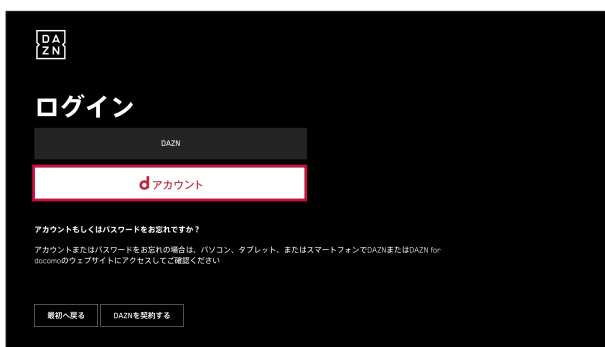 DA
ZN
ログイン
DAZN
dアカウント
アカウントもしくはパスワードをお忘れですか？
アカウントまたはパスワードをお忘れの場合は、パソコン、タブレット、またはスマートフォンでDAZNまたはDAZN for
docomoのウェブサイトにアクセスしてご確認ください
最初へ戻る
DAZNを契約する